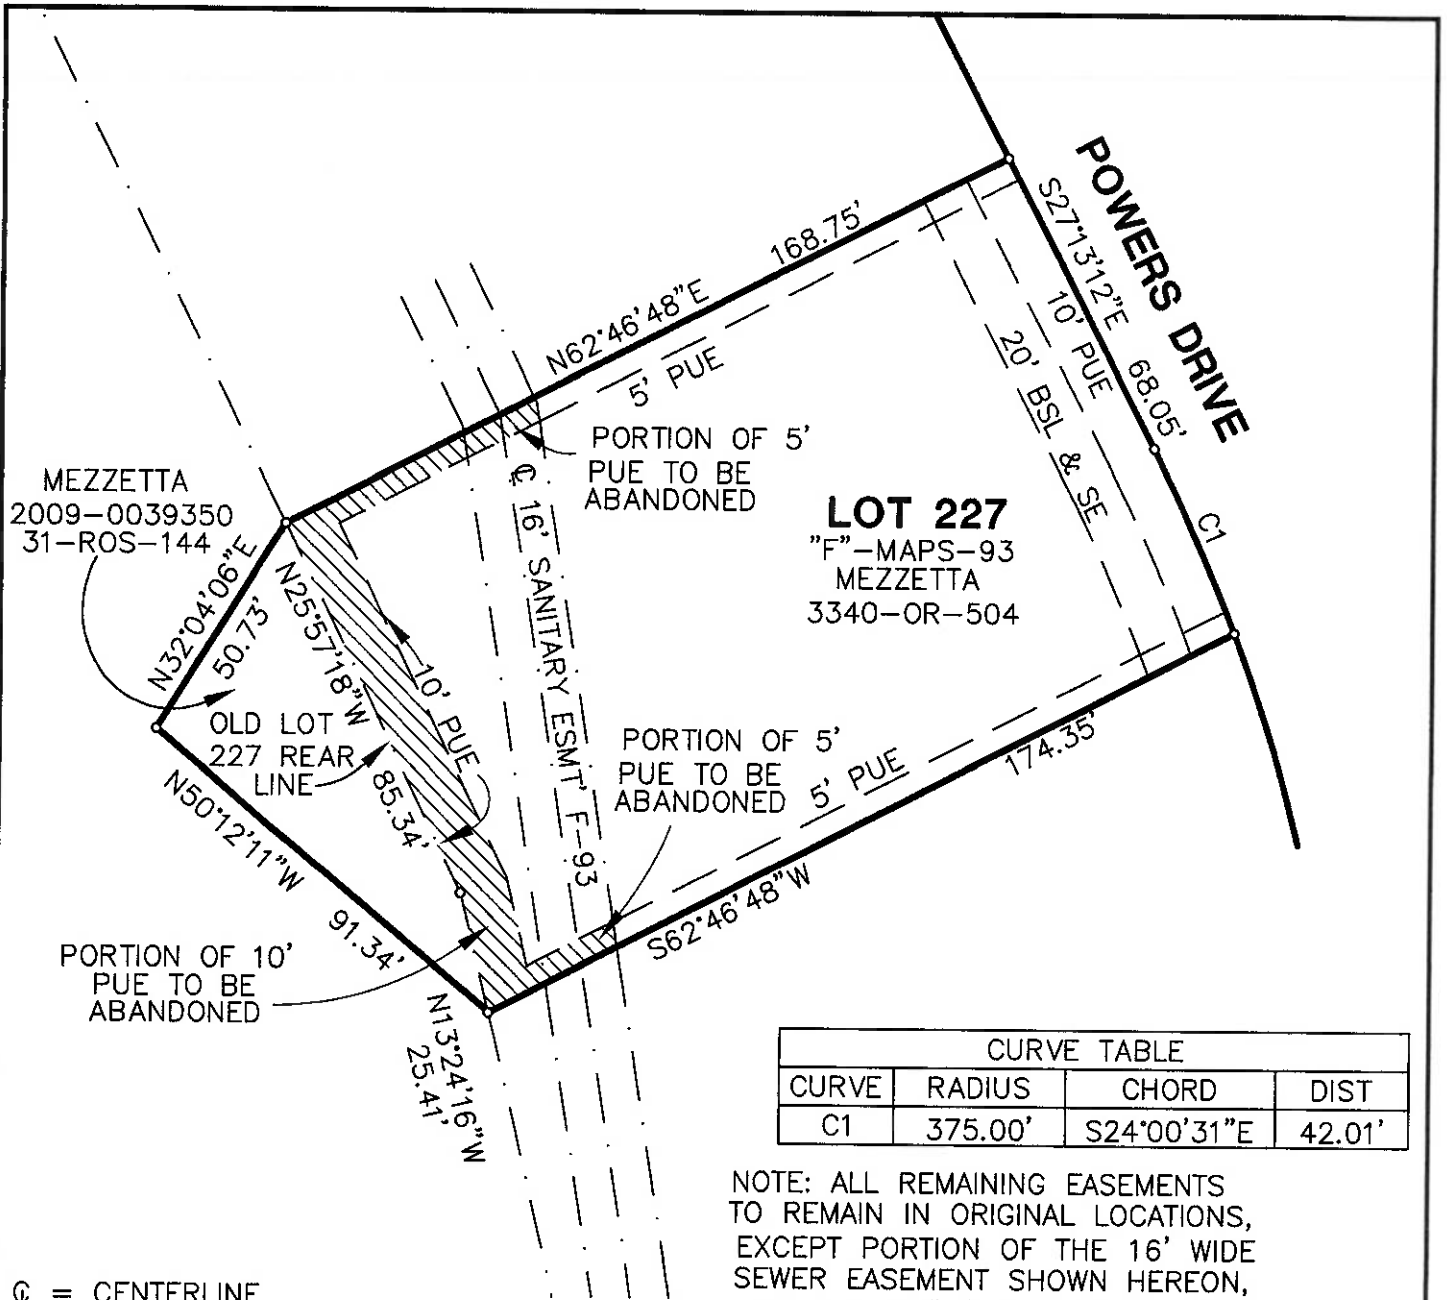 POWERS DRIVE
S27°13'12"E 68.05'
168.75'
N62°46'48"E
10' PUE
20' BSL & SE
5' PUE
PORTION OF 5'
PUE TO BE
ABANDONED
MEZZETTA
2009-0039350
31-ROS-144
LOT 227
"F"-MAPS-93
MEZZETTA
3340-OR-504
C1
℄ 16' SANITARY ESMT' F-93
N32°04'06"E
50.73'
N25°57'18"W
85.34'
10' PUE
OLD LOT
227 REAR
LINE
PORTION OF 5'
PUE TO BE
ABANDONED
5' PUE
174.35'
S62°46'48"W
N50°12'11"W 91.34'
PORTION OF 10'
PUE TO BE
ABANDONED
N13°24'16"W
25.41'
CURVE TABLE
CURVE RADIUS CHORD DIST
C1 375.00' S24°00'31"E 42.01'
NOTE: ALL REMAINING EASEMENTS
TO REMAIN IN ORIGINAL LOCATIONS,
EXCEPT PORTION OF THE 16' WIDE
SEWER EASEMENT SHOWN HEREON,
℄ = CENTERLINE